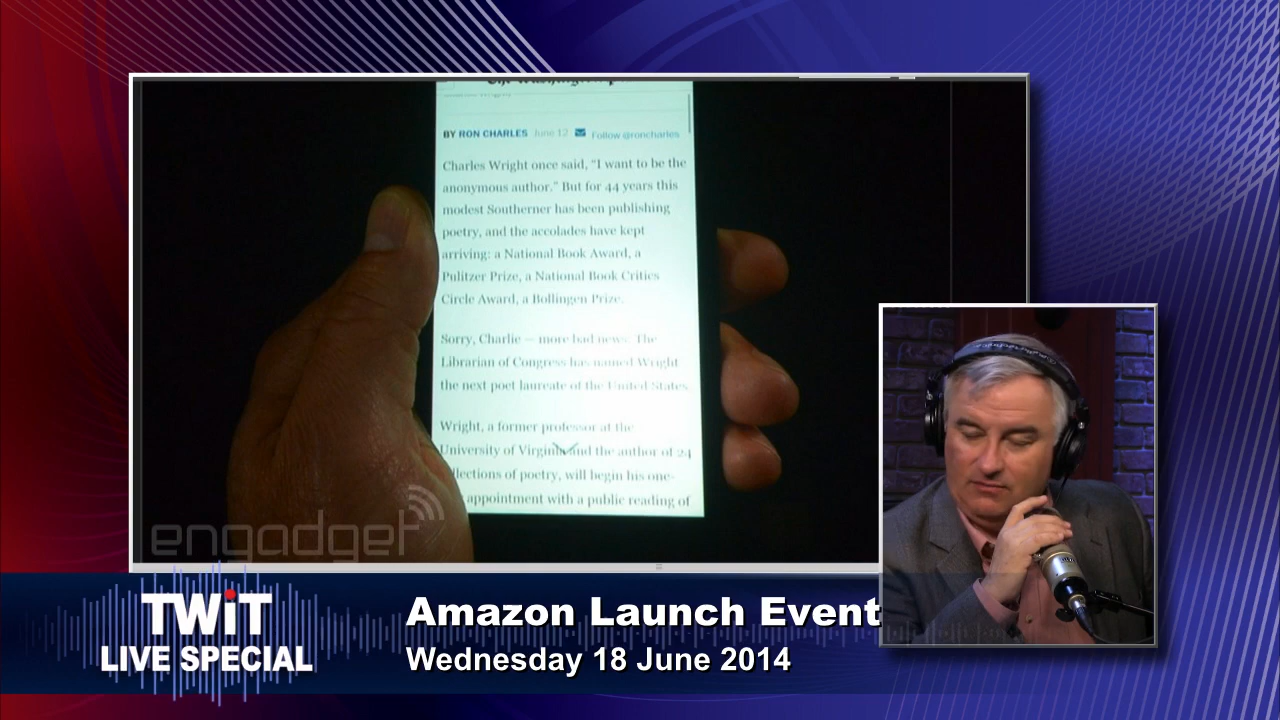 BY RON CHARLES June 12 Follow @roncharles
Charles Wright once said, "I want to be the
anonymous author." But for 44 years this
modest Southerner has been publishing
poetry, and the accolades have kept
arriving: a National Book Award, a
Pulitzer Prize, a National Book Critics
Circle Award, a Bollingen Prize.
Sorry, Charlie — more bad news: The
Librarian of Congress has named Wright
the next poet laureate of the United States.
Wright, a former professor at the
University of Virginia and the author of 24
llections of poetry, will begin his one-
appointment with a public reading of
engadget
TWiT
LIVE SPECIAL
Amazon Launch Event
Wednesday 18 June 2014